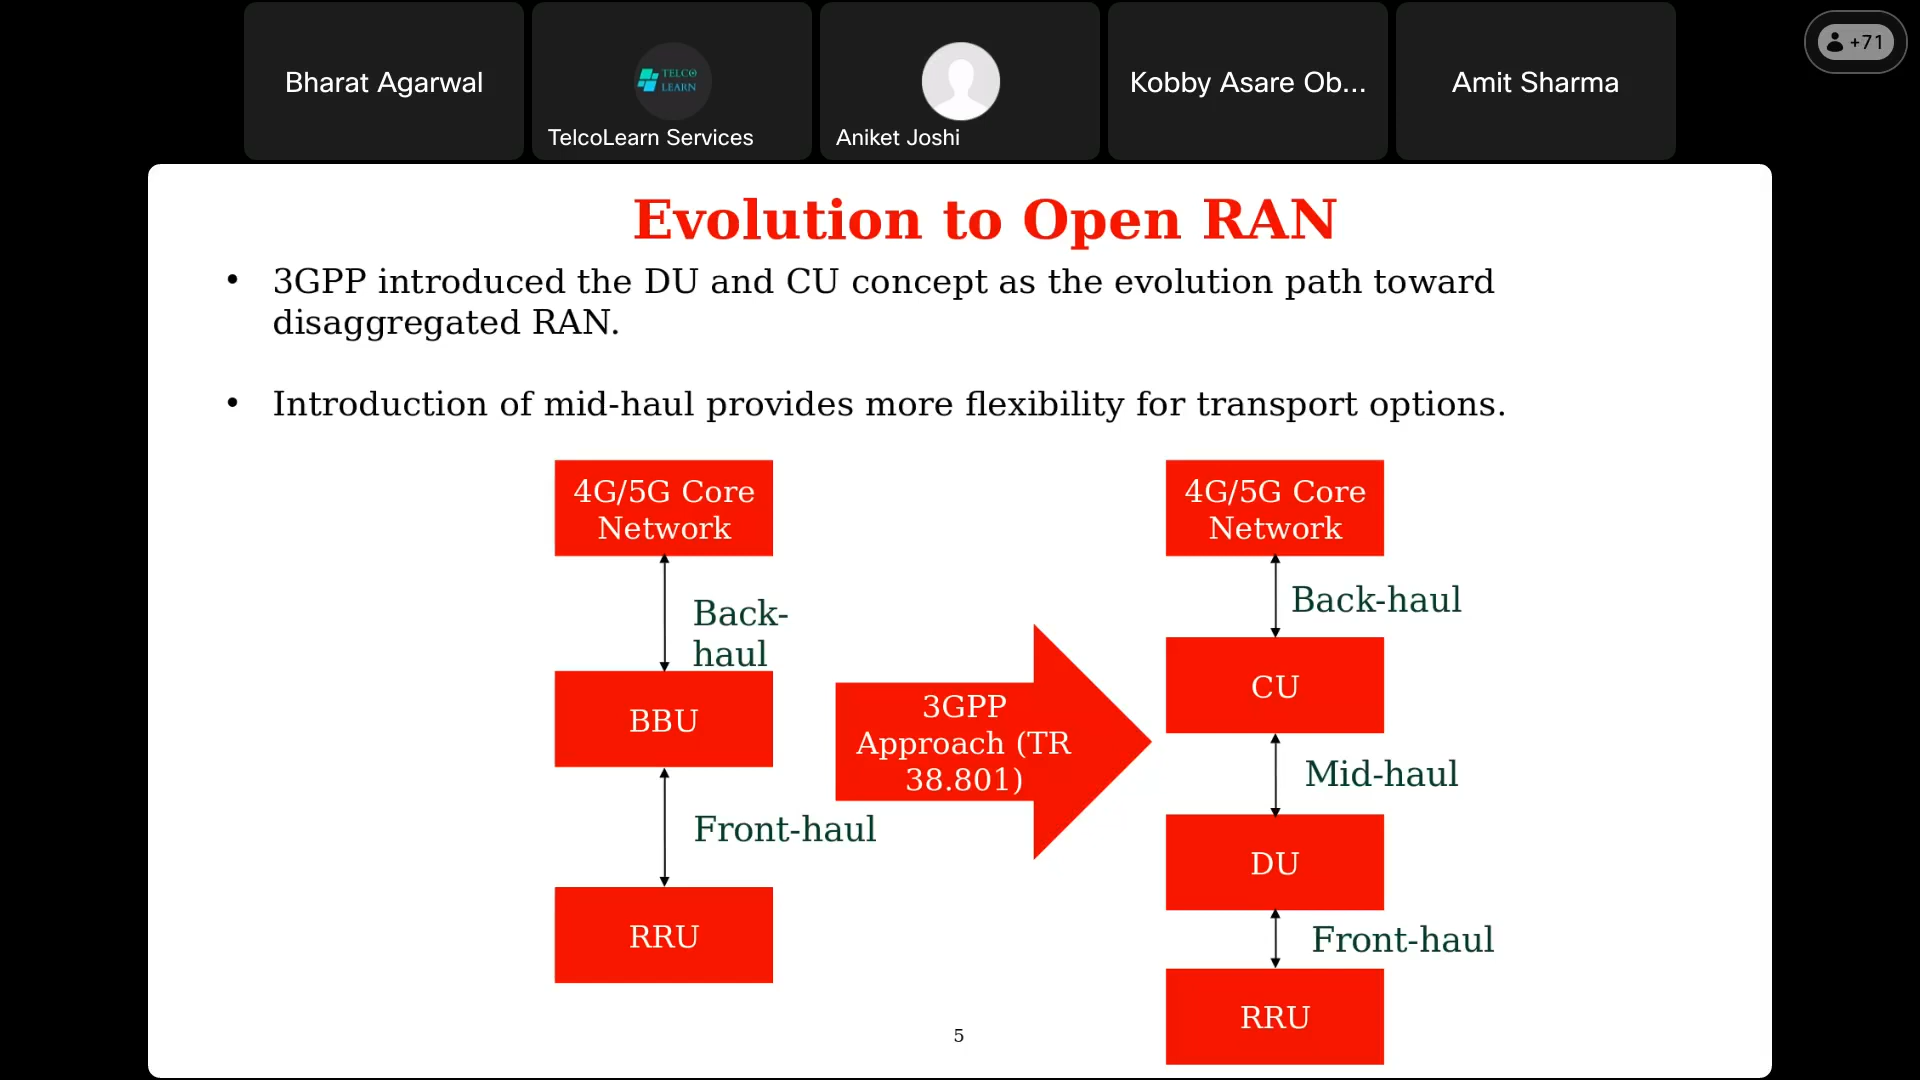 Bharat Agarwal
TELCO
LEARN
TelcoLearn Services
Aniket Joshi
Kobby Asare Ob...
Amit Sharma
+71
Evolution to Open RAN
• 3GPP introduced the DU and CU concept as the evolution path toward
disaggregated RAN.
• Introduction of mid-haul provides more flexibility for transport options.
4G/5G Core
Network
Back-
haul
BBU
Front-haul
RRU
3GPP
Approach (TR
38.801)
4G/5G Core
Network
Back-haul
CU
Mid-haul
DU
Front-haul
RRU
5